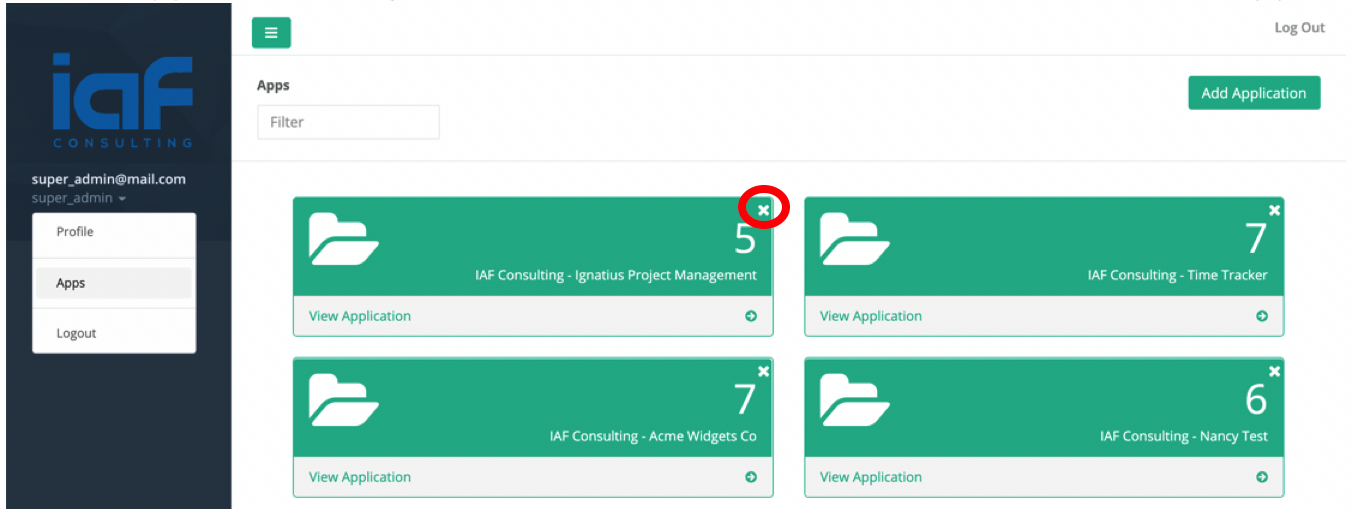 iaf
CONSULTING
super_admin@mail.com
super_admin
Profile
Apps
Logout
Log Out
Apps
Add Application
Filter
5
IAF Consulting - Ignatius Project Management
View Application
7
IAF Consulting - Time Tracker
View Application
7
IAF Consulting - Acme Widgets Co
View Application
6
IAF Consulting - Nancy Test
View Application